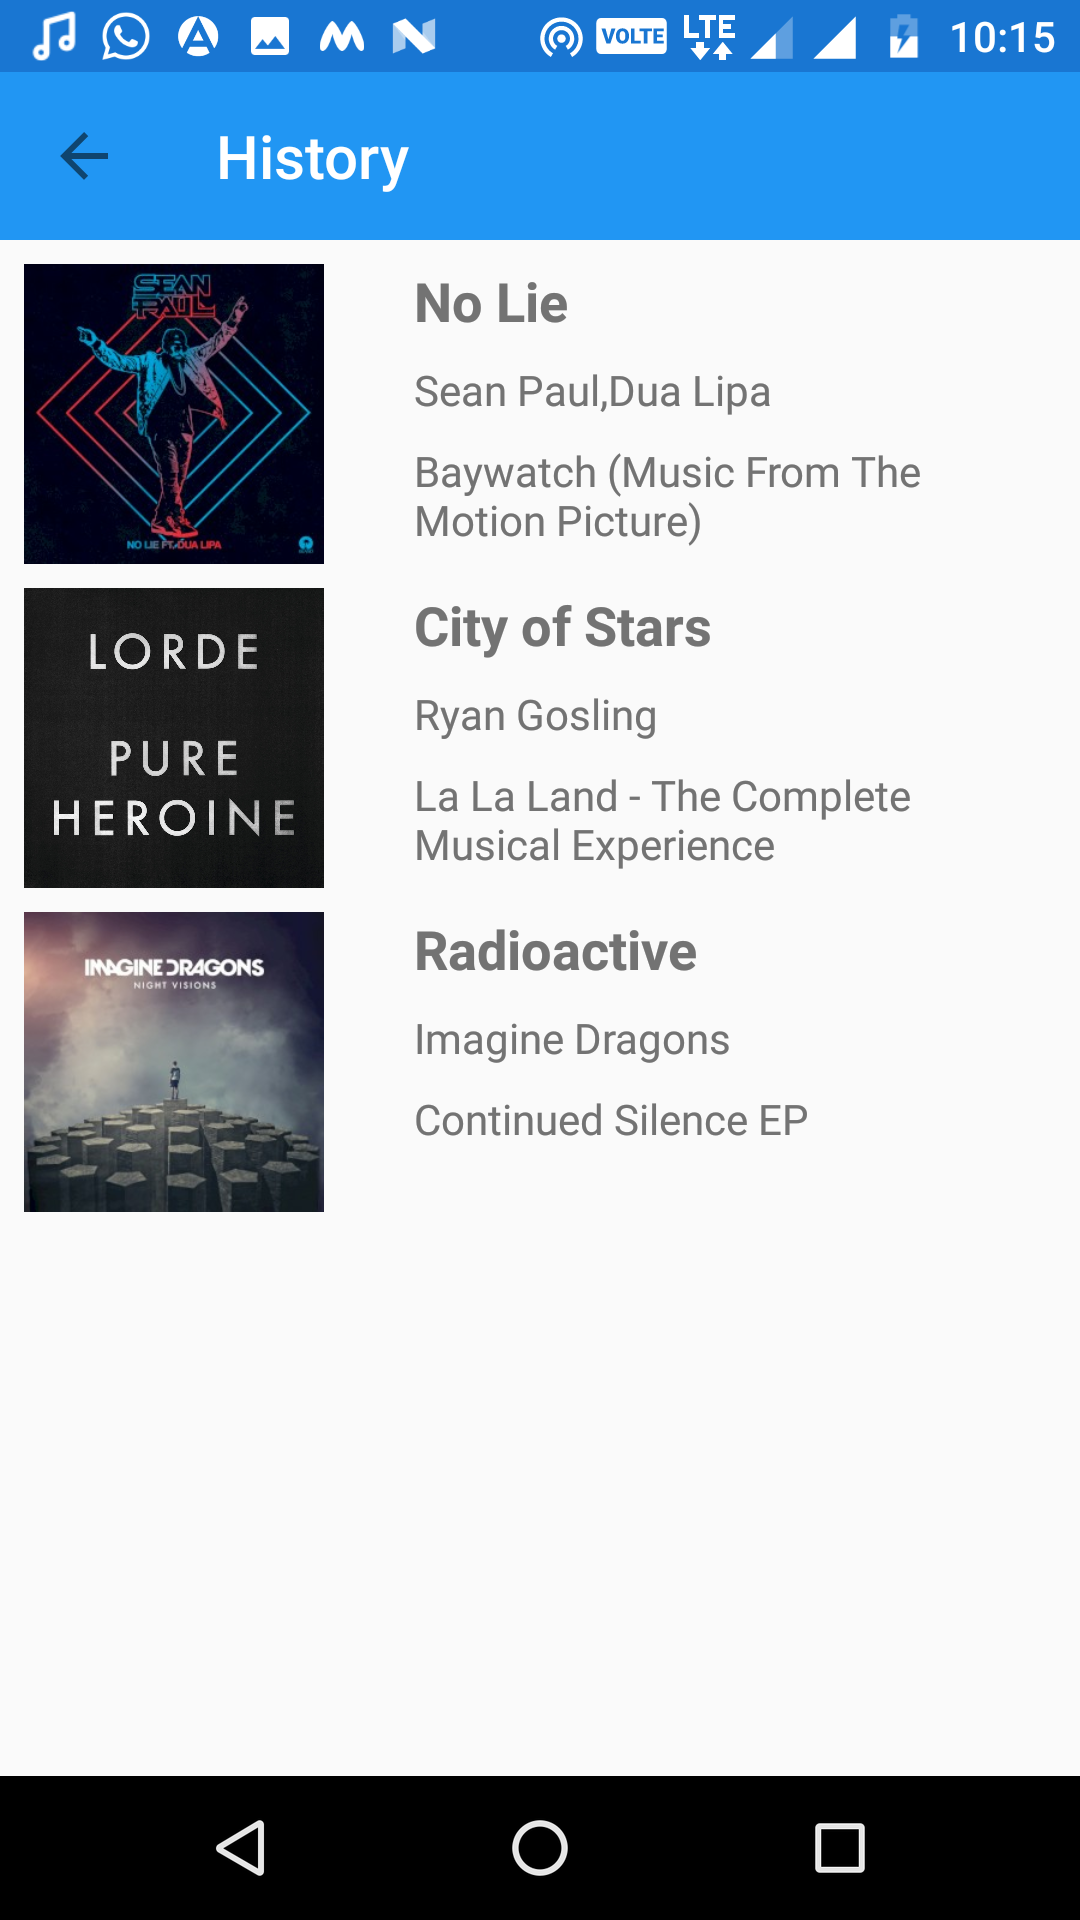 VOLTE LTE 10:15
History
SEAN
PAUL
NO LIE FT. DUA LIPA
No Lie
Sean Paul,Dua Lipa
Baywatch (Music From The
Motion Picture)
LORDE
PURE
HEROINE
City of Stars
Ryan Gosling
La La Land - The Complete
Musical Experience
IMAGINE DRAGONS
NIGHT VISIONS
Radioactive
Imagine Dragons
Continued Silence EP